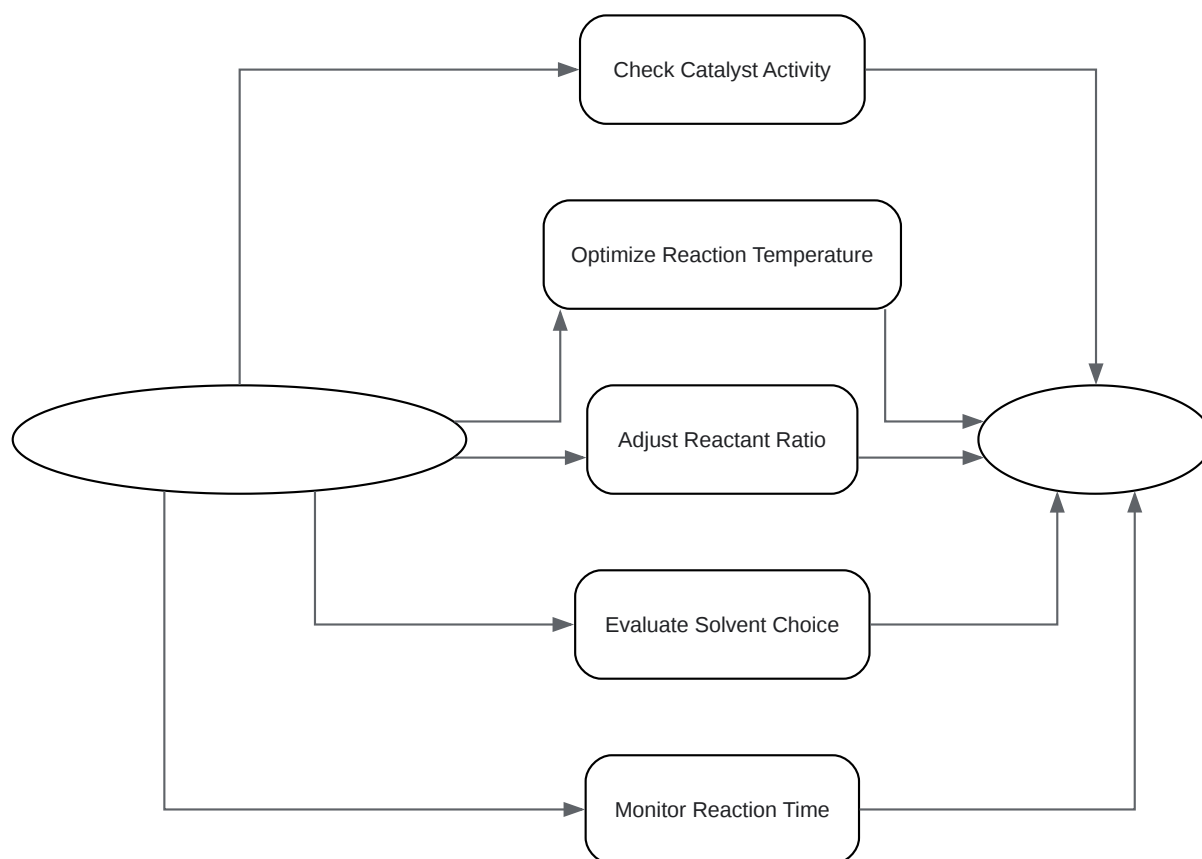 Check Catalyst Activity
Optimize Reaction Temperature
Adjust Reactant Ratio
Evaluate Solvent Choice
Monitor Reaction Time